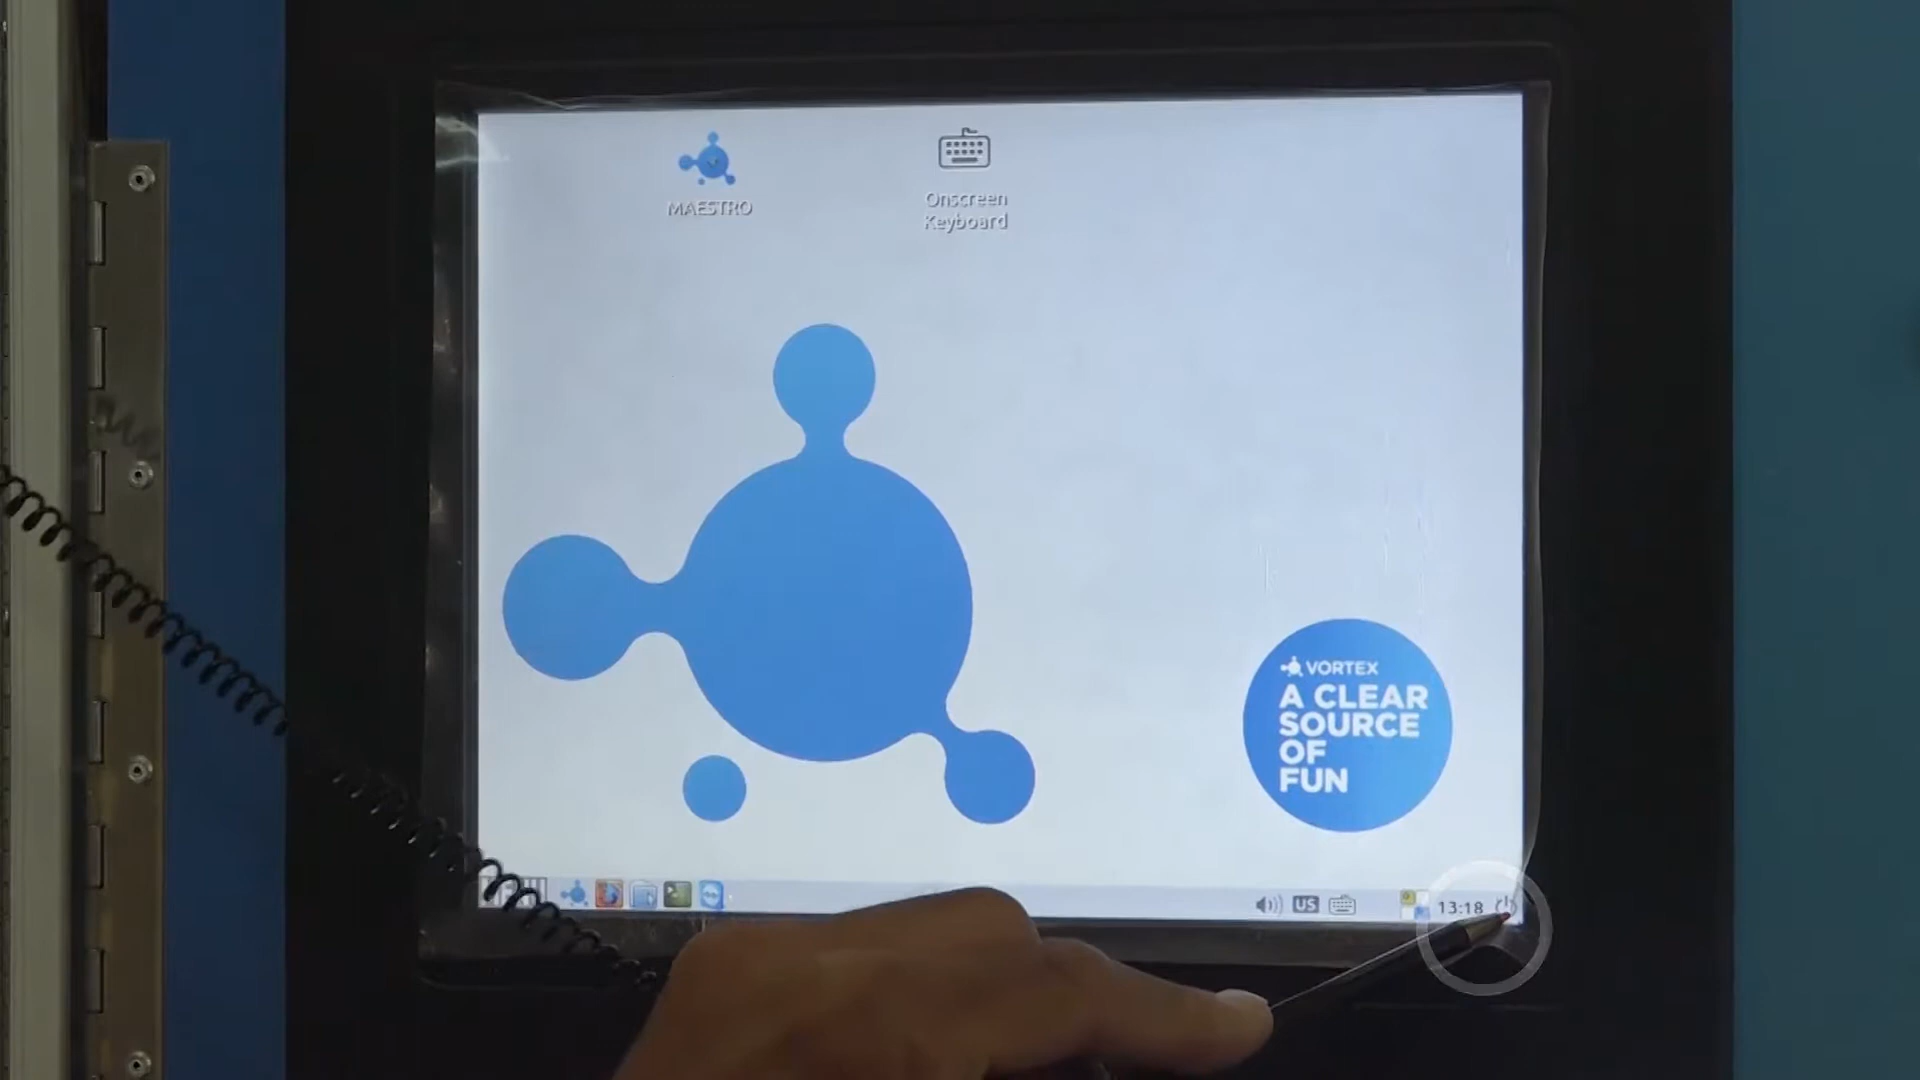 MAESTRO
Onscreen
Keyboard
VORTEX
A CLEAR
SOURCE
OF
FUN
US
13:18